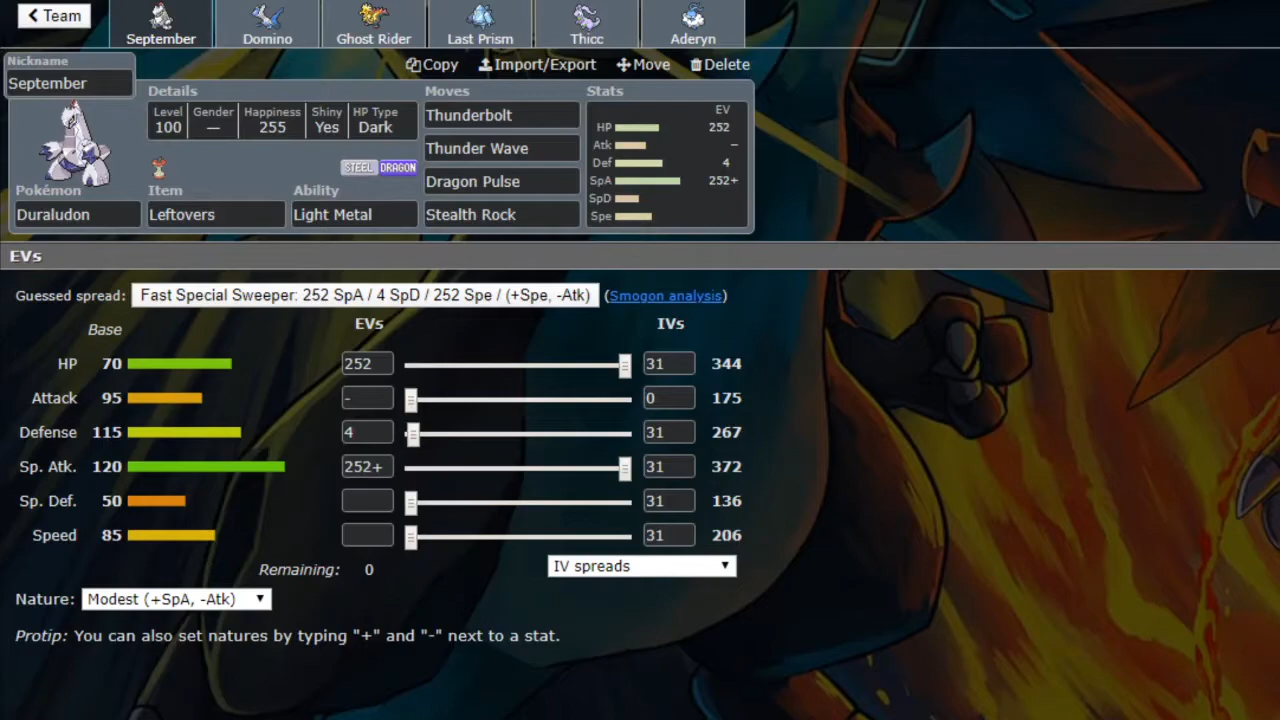 Team
September Domino Ghost Rider Last Prism Thicc Aderyn
Copy Import/Export Move Delete
Nickname
September
Details
Level Gender Happiness Shiny HP Type
100 — 255 Yes Dark
STEEL DRAGON
Pokémon Item Ability
Duraludon Leftovers Light Metal
Moves
Thunderbolt
Thunder Wave
Dragon Pulse
Stealth Rock
Stats
EV
HP 252
Atk –
Def 4
SpA 252+
SpD
Spe
EVs
Guessed spread: Fast Special Sweeper: 252 SpA / 4 SpD / 252 Spe / (+Spe, -Atk) (Smogon analysis)
Base EVs IVs
HP 70 252 31 344
Attack 95 - 0 175
Defense 115 4 31 267
Sp. Atk. 120 252+ 31 372
Sp. Def. 50 31 136
Speed 85 31 206
Remaining: 0 IV spreads
Nature: Modest (+SpA, -Atk)
Protip: You can also set natures by typing "+" and "-" next to a stat.